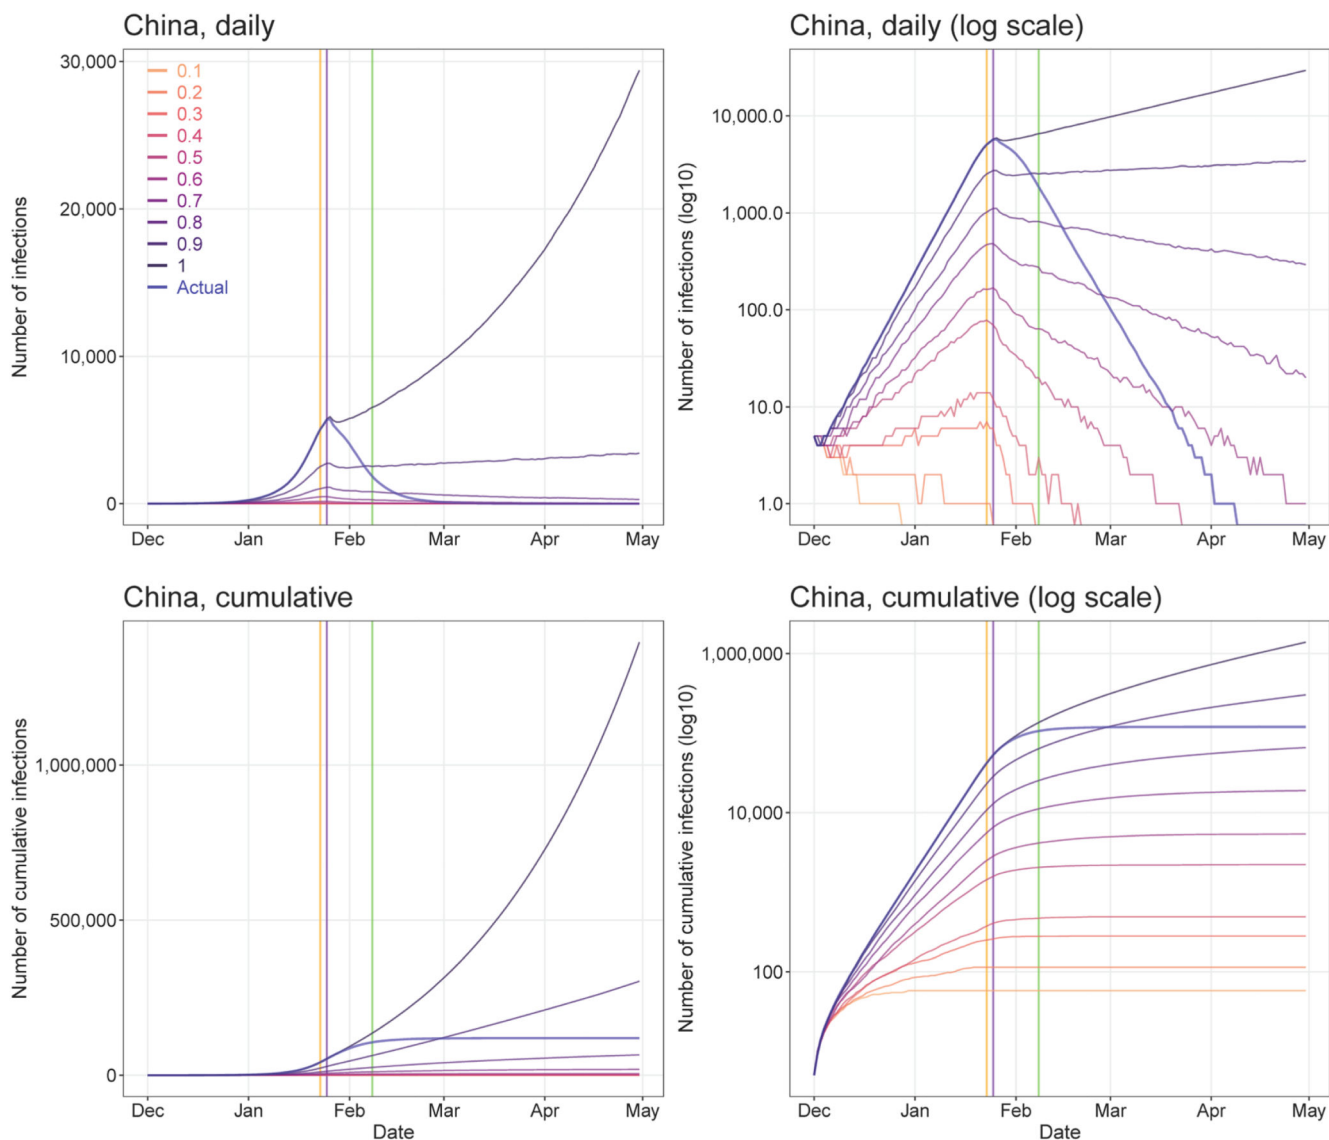 China, daily
Number of infections
30,000
20,000
10,000
0
0.1
0.2
0.3
0.4
0.5
0.6
0.7
0.8
0.9
1
Actual
Dec Jan Feb Mar Apr May
China, daily (log scale)
Number of infections (log10)
10,000.0
1,000.0
100.0
10.0
1.0
Dec Jan Feb Mar Apr May
China, cumulative
Number of cumulative infections
1,000,000
500,000
0
Dec Jan Feb Mar Apr May
Date
China, cumulative (log scale)
Number of cumulative infections (log10)
1,000,000
10,000
100
Dec Jan Feb Mar Apr May
Date